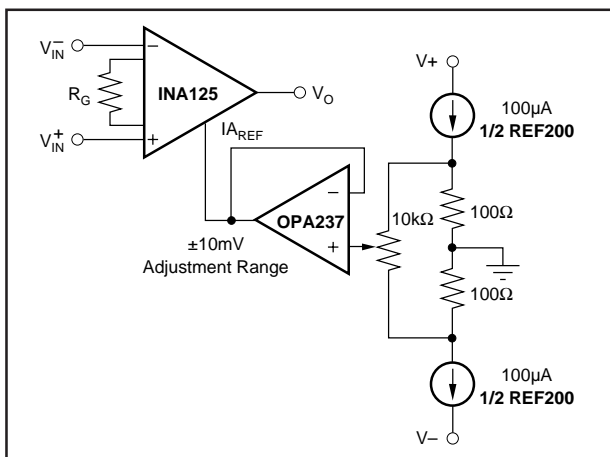 V−IN
−
RG
INA125
VO
V+IN
+
IAREF
−
OPA237
+
±10mV
Adjustment Range
10kΩ
V+
100µA
1/2 REF200
100Ω
100Ω
100µA
1/2 REF200
V–